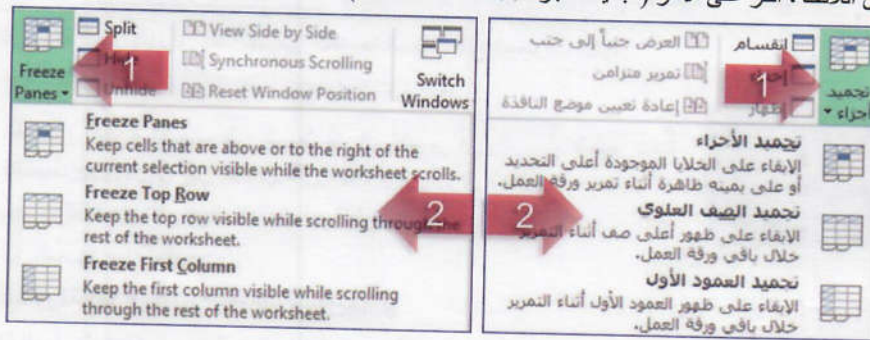 Split
View Side by Side
Synchronous Scrolling
Unhide
Reset Window Position
Freeze
Panes
Switch
Windows
1
Freeze Panes
Keep cells that are above or to the right of the
current selection visible while the worksheet scrolls.
Freeze Top Row
Keep the top row visible while scrolling through the
rest of the worksheet.
Freeze First Column
Keep the first column visible while scrolling
through the rest of the worksheet.
2
انقسام
العرض جنباً إلى جنب
تمرير متزامن
إظهار
إعادة تعيين موضع النافذة
تجميد
أجزاء
1
تجميد الأجزاء
الإبقاء على الخلايا الموجودة أعلى التحديد
أو على يمينه ظاهرة أثناء تمرير ورقة العمل.
تجميد الصف العلوي
الإبقاء على ظهور أعلى صف أثناء التمرير
خلال باقي ورقة العمل.
تجميد العمود الأول
الإبقاء على ظهور العمود الأول أثناء التمرير
خلال باقي ورقة العمل.
2